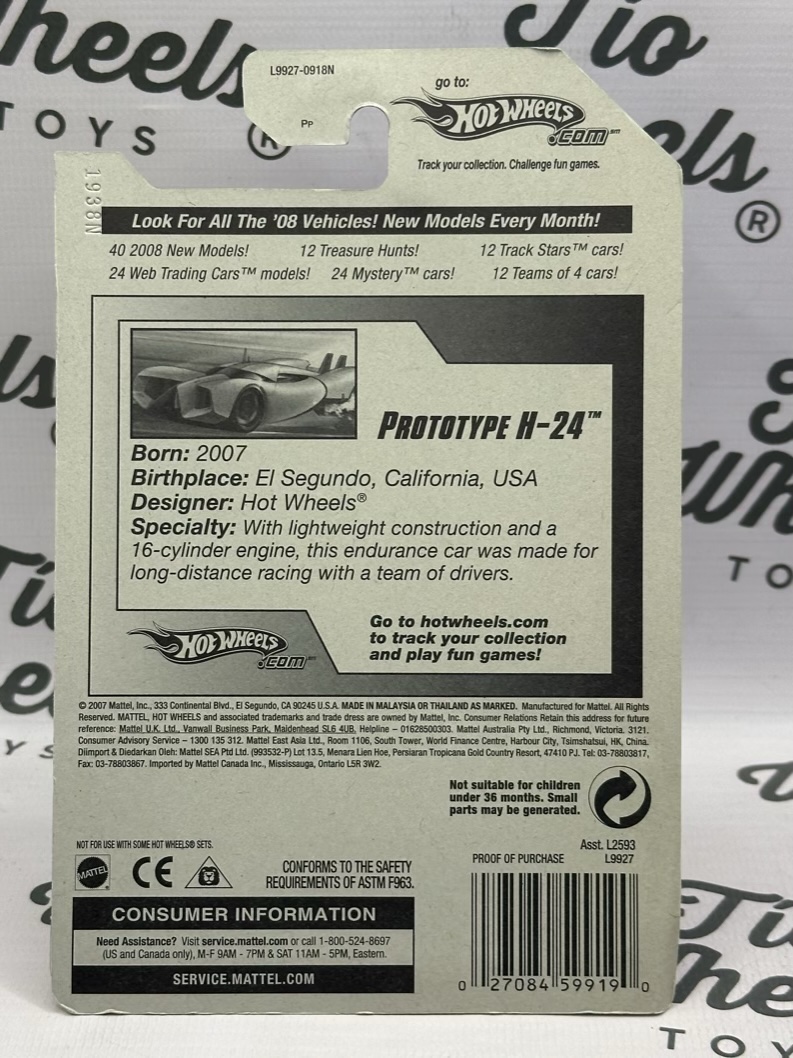 heels
TOYS
®
Tio
els
®
L9927-0918N
PP
go to:
HOT WHEELS
.COM℠
Track your collection. Challenge fun games.
1938N
Look For All The '08 Vehicles! New Models Every Month!
40 2008 New Models! 12 Treasure Hunts! 12 Track Stars™ cars!
24 Web Trading Cars™ models! 24 Mystery™ cars! 12 Teams of 4 cars!
PROTOTYPE H-24™
Born: 2007
Birthplace: El Segundo, California, USA
Designer: Hot Wheels®
Specialty: With lightweight construction and a
16-cylinder engine, this endurance car was made for
long-distance racing with a team of drivers.
HOT WHEELS
.COM℠
Go to hotwheels.com
to track your collection
and play fun games!
© 2007 Mattel, Inc., 333 Continental Blvd., El Segundo, CA 90245 U.S.A. MADE IN MALAYSIA OR THAILAND AS MARKED. Manufactured for Mattel. All Rights
Reserved. MATTEL, HOT WHEELS and associated trademarks and trade dress are owned by Mattel, Inc. Consumer Relations Retain this address for future
reference: Mattel U.K. Ltd., Vanwall Business Park, Maidenhead SL6 4UB. Helpline – 01628500303. Mattel Australia Pty Ltd., Richmond, Victoria. 3121.
Consumer Advisory Service – 1300 135 312. Mattel East Asia Ltd., Room 1106, South Tower, World Finance Centre, Harbour City, Tsimshatsui, HK, China.
Diimport & Diedarkan Oleh: Mattel SEA Ptd Ltd. (993532-P) Lot 13.5, Menara Lien Hoe, Persiaran Tropicana Golf Country Resort, 47410 PJ. Tel: 03-78803817,
Fax: 03-78803867. Imported by Mattel Canada Inc., Mississauga, Ontario L5R 3W2.
Not suitable for children
under 36 months. Small
parts may be generated.
NOT FOR USE WITH SOME HOT WHEELS® SETS.
MATTEL
CE
CONFORMS TO THE SAFETY
REQUIREMENTS OF ASTM F963.
Asst. L2593
PROOF OF PURCHASE L9927
CONSUMER INFORMATION
Need Assistance? Visit service.mattel.com or call 1-800-524-8697
(US and Canada only), M-F 9AM - 7PM & SAT 11AM - 5PM, Eastern.
SERVICE.MATTEL.COM
0 27084 59919 0
heels
TOYS